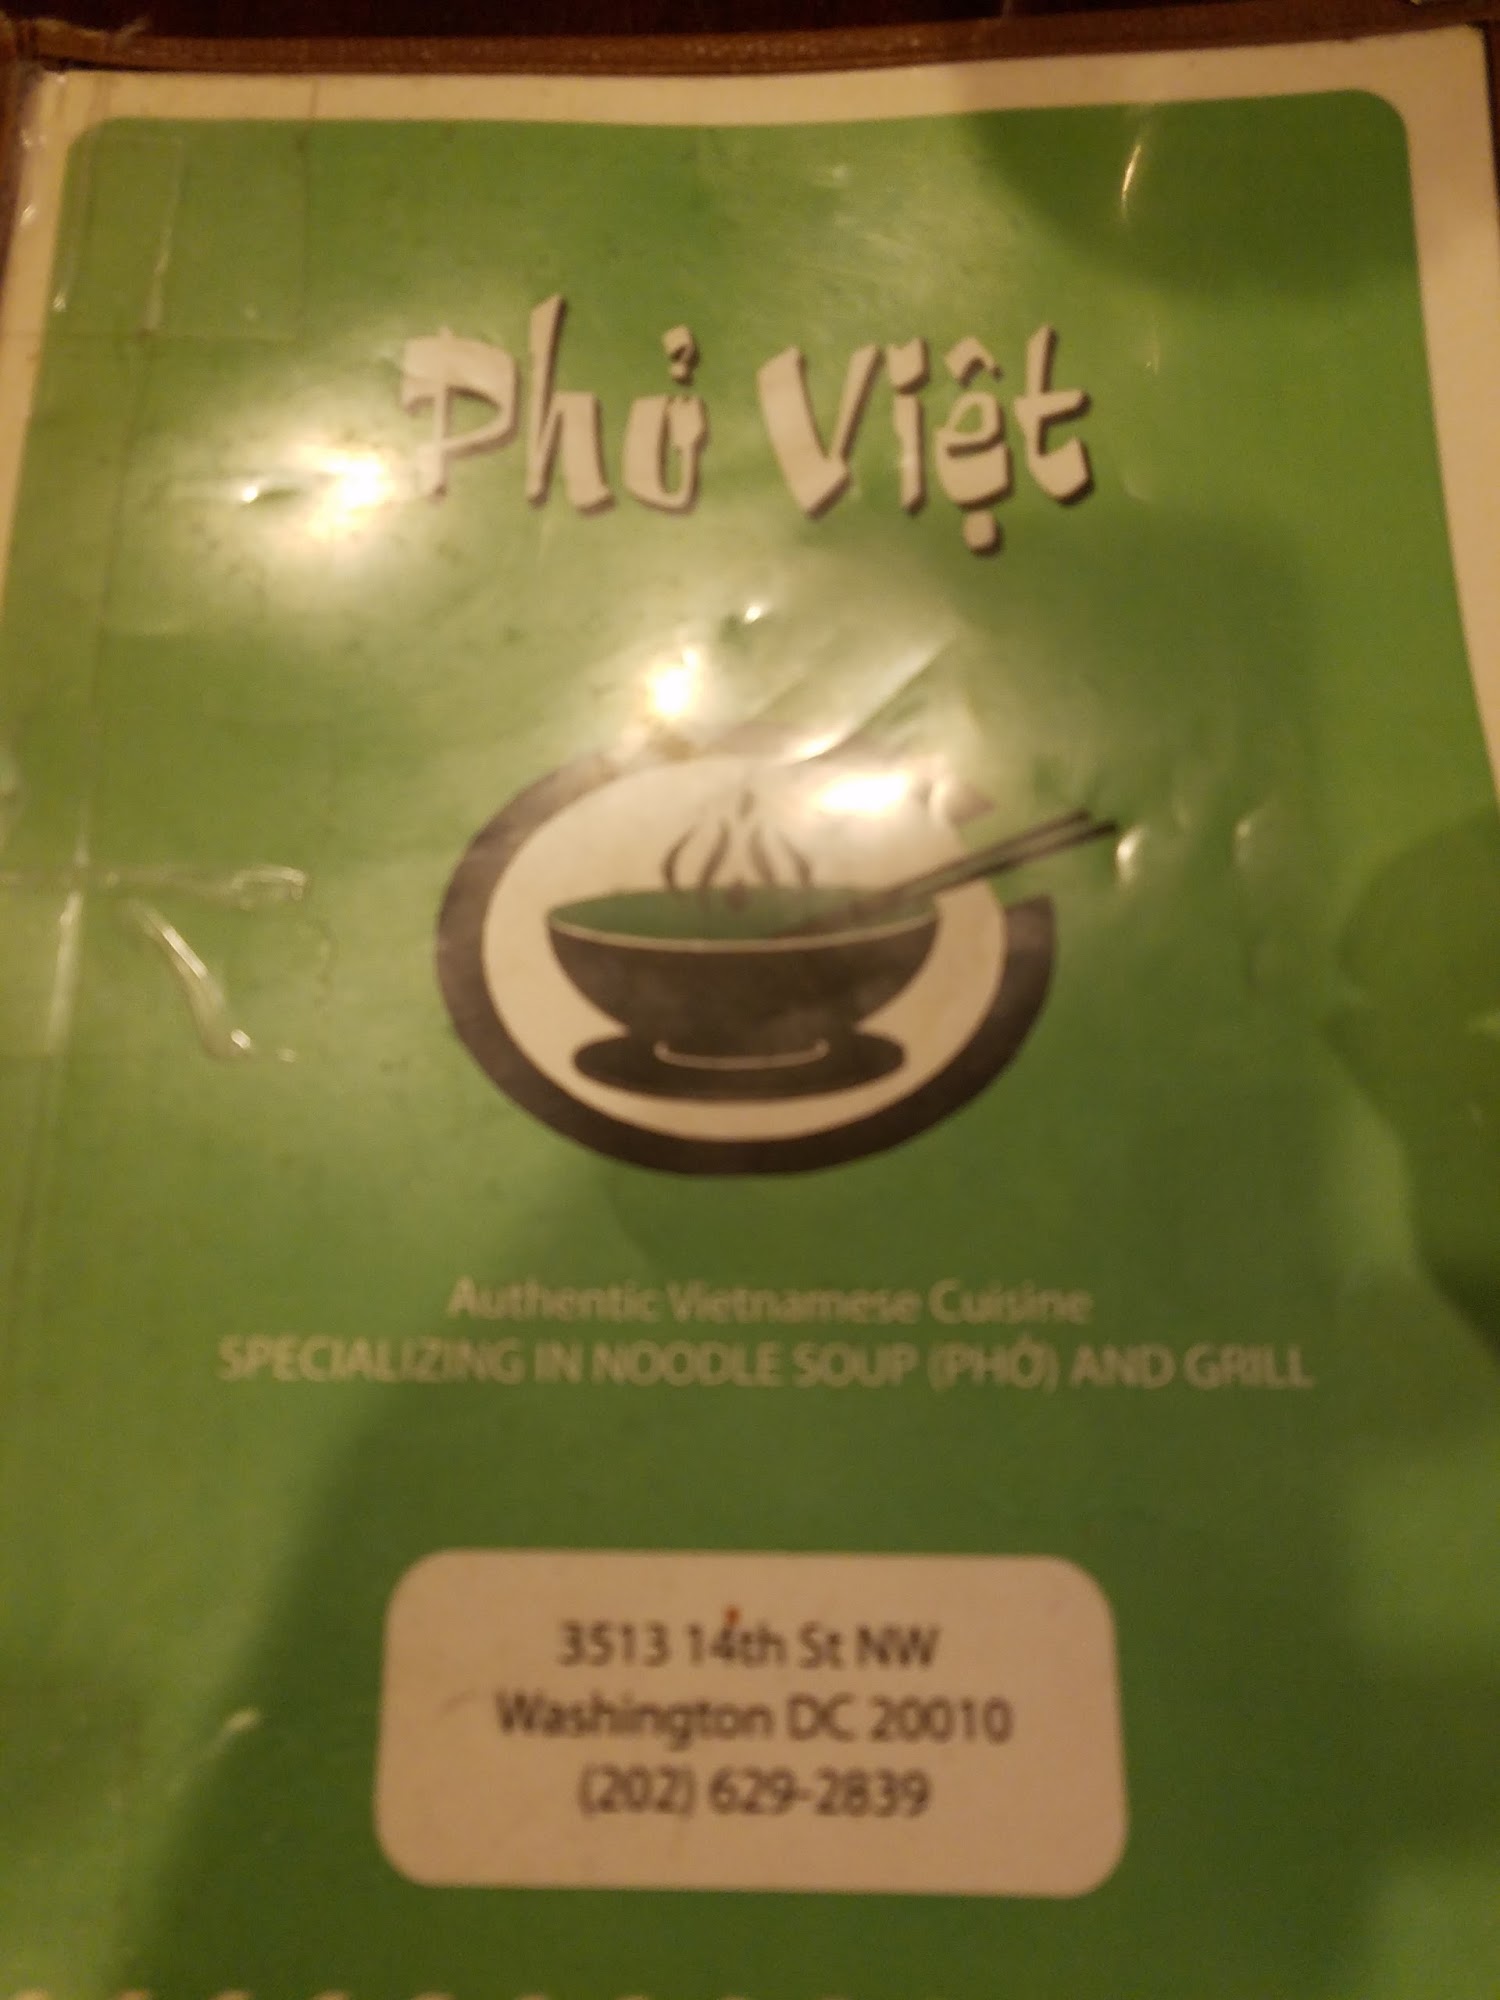 Phở Việt
Authentic Vietnamese Cuisine
SPECIALIZING IN NOODLE SOUP (PHỞ) AND GRILL
3513 14th St NW
Washington DC 20010
(202) 629-2839